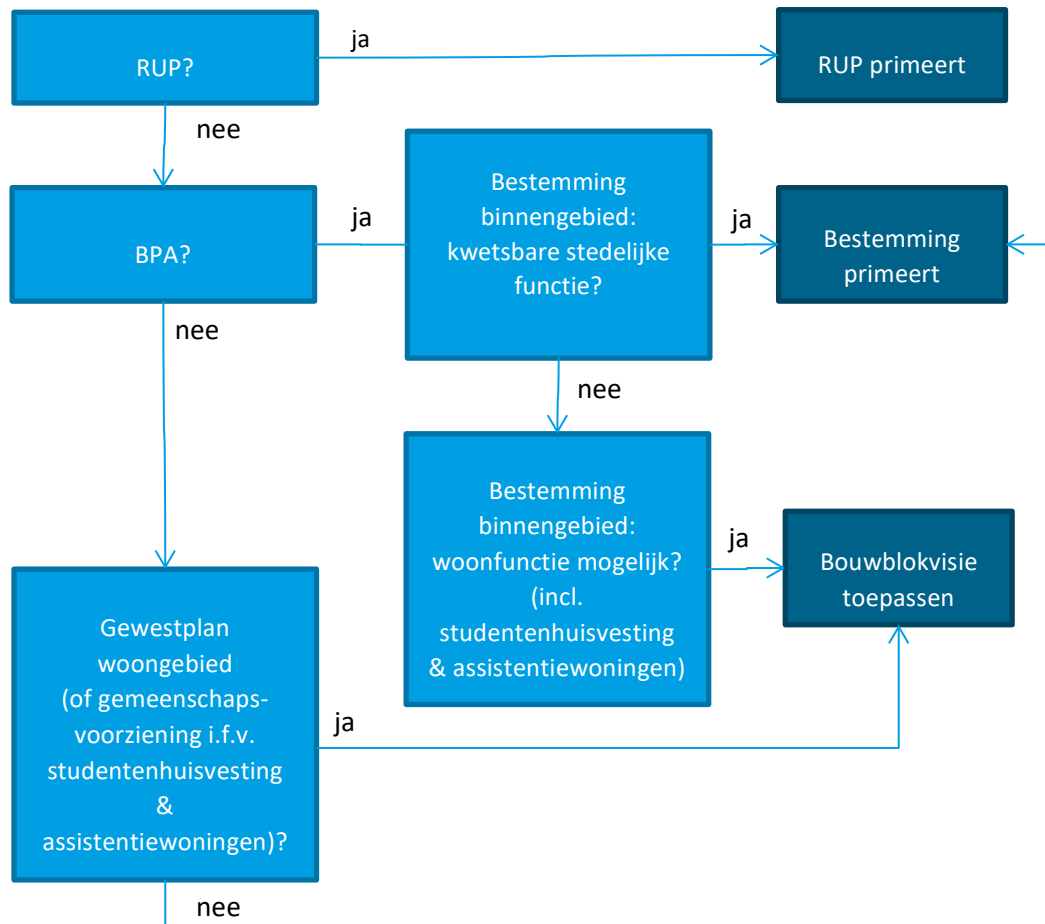 RUP?
ja
RUP primeert
nee
BPA?
ja
Bestemming
binnengebied:
kwetsbare stedelijke
functie?
ja
Bestemming
primeert
nee
nee
Bestemming
binnengebied:
woonfunctie mogelijk?
(incl.
studentenhuisvesting
& assistentiewoningen)
ja
Bouwblokvisie
toepassen
Gewestplan
woongebied
(of gemeenschaps-
voorziening i.f.v.
studentenhuisvesting
&
assistentiewoningen)?
ja
nee